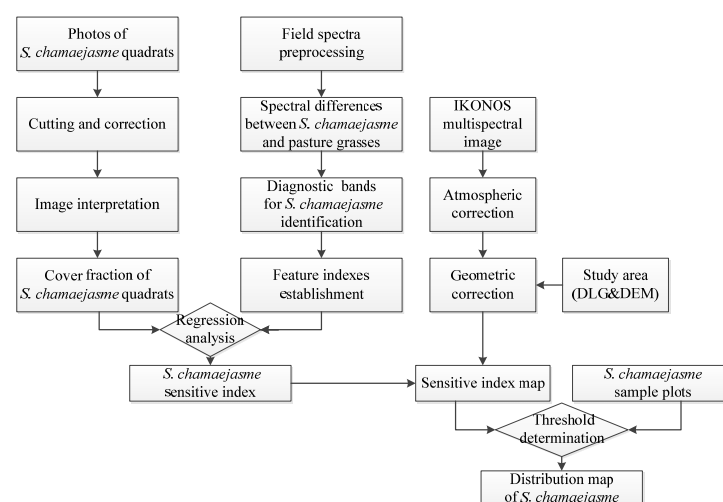 Photos of
S. chamaejasme quadrats
Cutting and correction
Image interpretation
Cover fraction of
S. chamaejasme quadrats
Field spectra
preprocessing
Spectral differences
between S. chamaejasme
and pasture grasses
Diagnostic bands
for S. chamaejasme
identification
Feature indexes
establishment
IKONOS
multispectral
image
Atmospheric
correction
Geometric
correction
Study area
(DLG&DEM)
Regression
analysis
S. chamaejasme
sensitive index
Sensitive index map
S. chamaejasme
sample plots
Threshold
determination
Distribution map
of S. chamaejasme